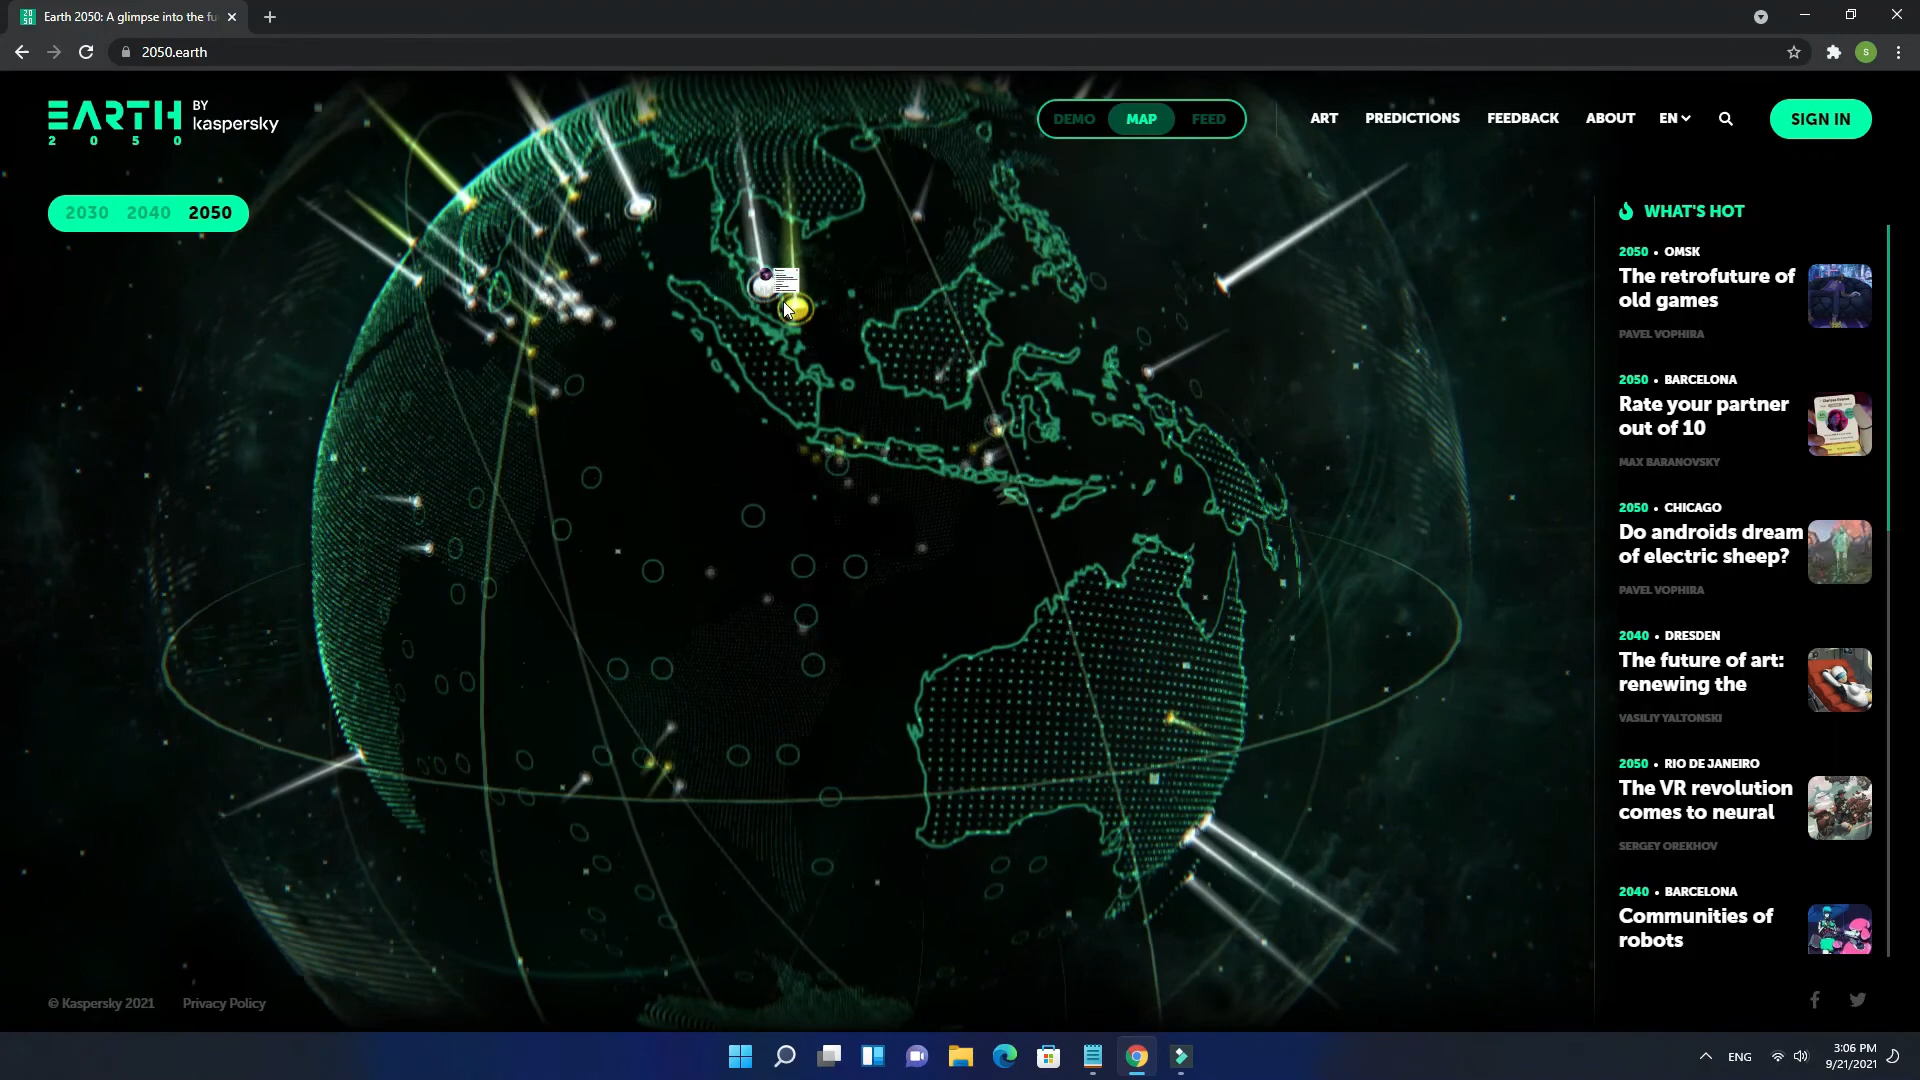 Earth 2050: A glimpse into the fu
2050.earth
S
EARTH BY kaspersky
2 0 5 0
DEMO MAP FEED
ART PREDICTIONS FEEDBACK ABOUT EN SIGN IN
2030 2040 2050
WHAT'S HOT
2050 • OMSK
The retrofuture of
old games
PAVEL VOPHIRA
2050 • BARCELONA
Rate your partner
out of 10
MAX BARANOVSKY
2050 • CHICAGO
Do androids dream
of electric sheep?
PAVEL VOPHIRA
2040 • DRESDEN
The future of art:
renewing the
VASILIY YALTONSKI
2050 • RIO DE JANEIRO
The VR revolution
comes to neural
SERGEY OREKHOV
2040 • BARCELONA
Communities of
robots
© Kaspersky 2021 Privacy Policy
ENG
3:06 PM
9/21/2021